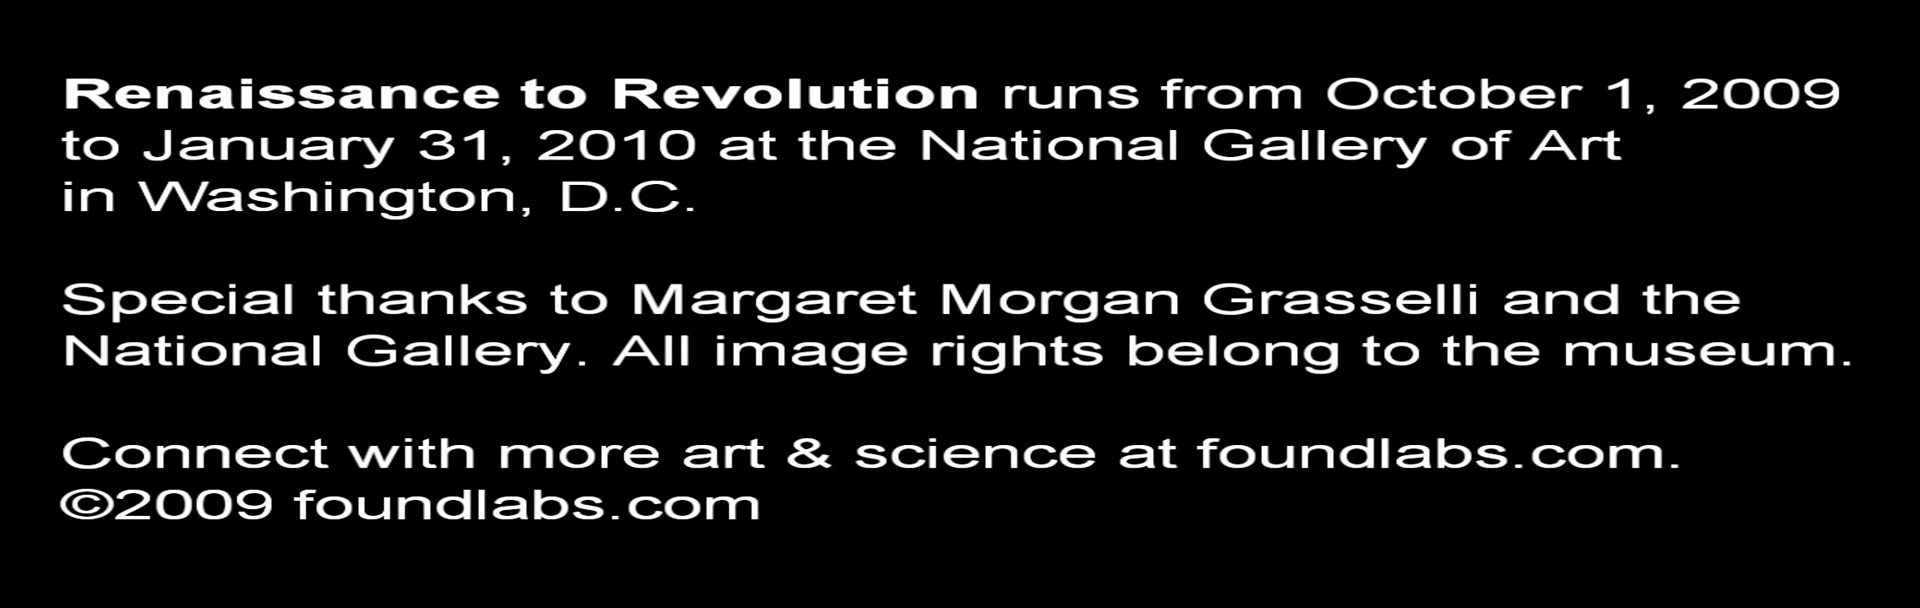 Renaissance to Revolution runs from October 1, 2009
to January 31, 2010 at the National Gallery of Art
in Washington, D.C.
Special thanks to Margaret Morgan Grasselli and the
National Gallery. All image rights belong to the museum.
Connect with more art & science at foundlabs.com.
©2009 foundlabs.com